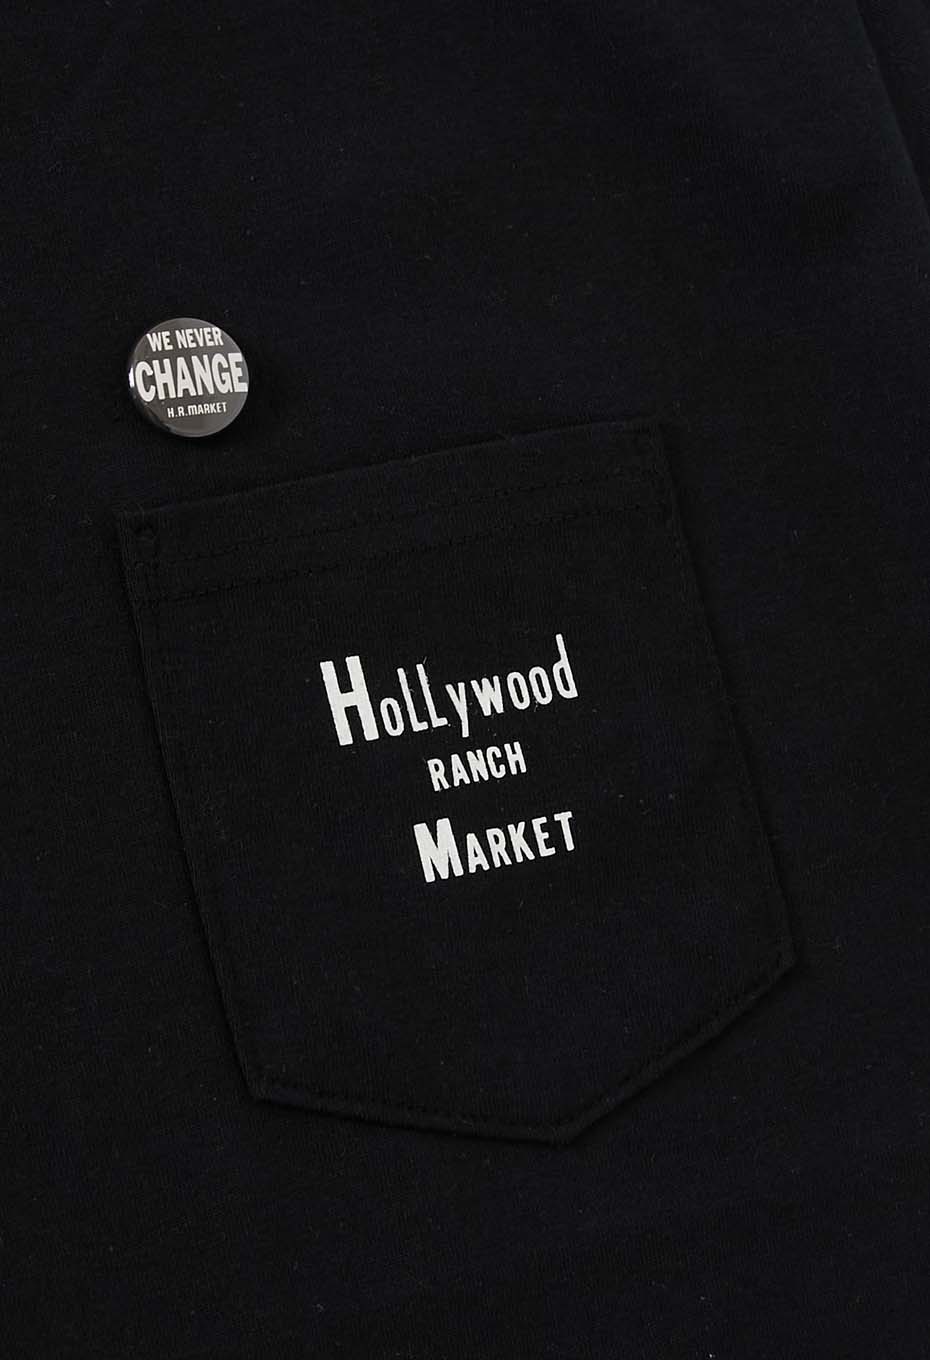 WE NEVER
CHANGE
H.R.MARKET
HoLLywood
RANCH
MARKET